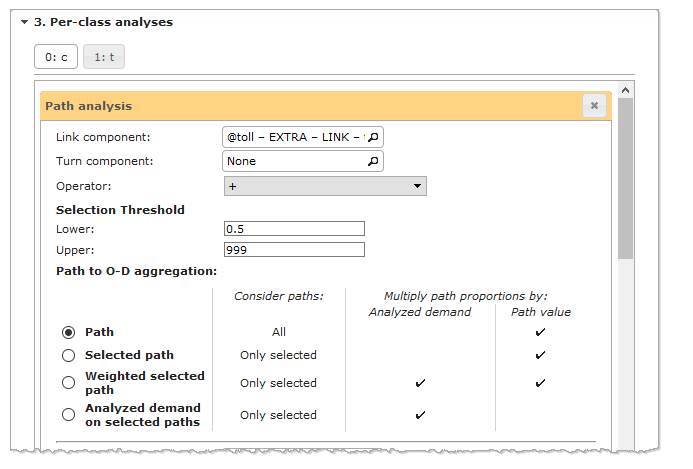 3. Per-class analyses
0: c 1: t
Path analysis
Link component: @toll – EXTRA – LINK –
Turn component: None
Operator: +
Selection Threshold
Lower: 0.5
Upper: 999
Path to O-D aggregation:
Consider paths: Multiply path proportions by:
Analyzed demand Path value
Path All ✓
Selected path Only selected ✓
Weighted selected
path Only selected ✓ ✓
Analyzed demand
on selected paths Only selected ✓